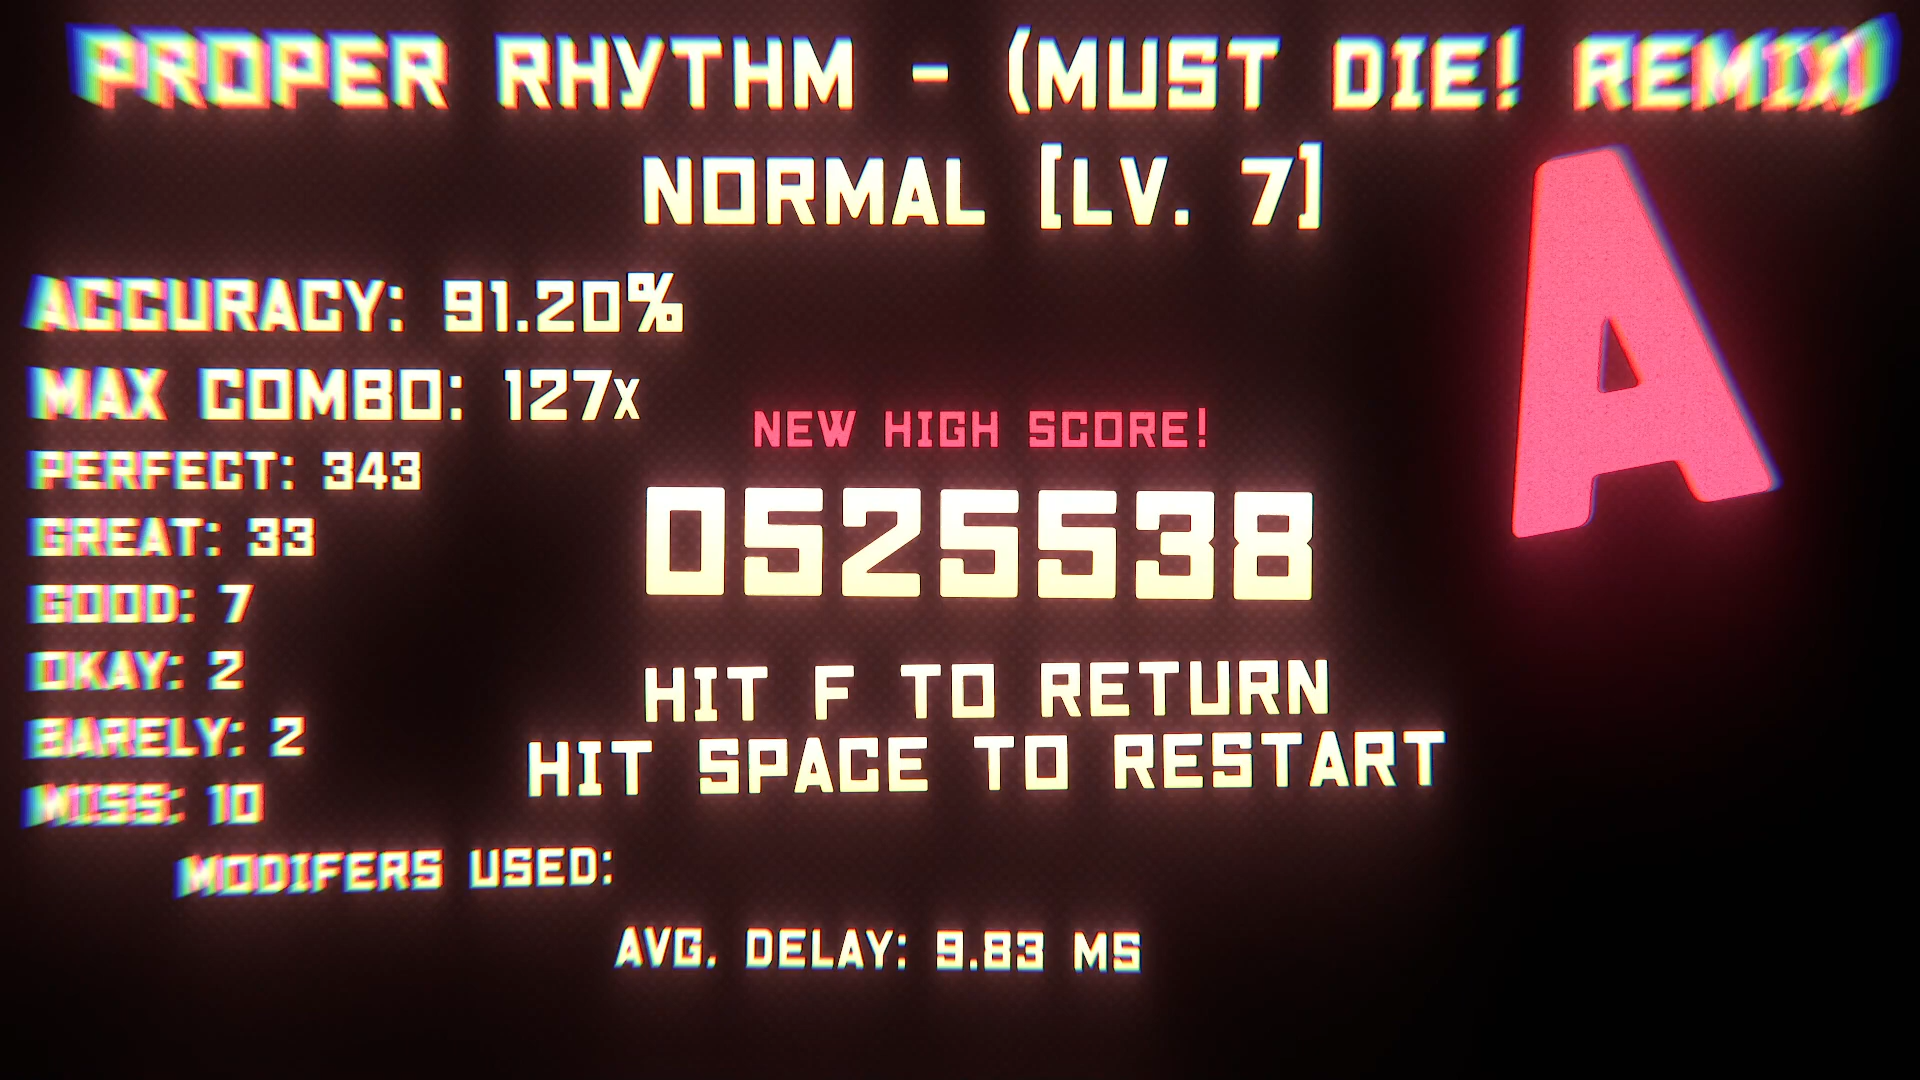 PROPER RHYTHM - (MUST DIE! REMIX)
NORMAL [LV. 7]
A
ACCURACY: 91.20%
MAX COMBO: 127x
PERFECT: 343
GREAT: 33
GOOD: 7
OKAY: 2
BARELY: 2
MISS: 10
NEW HIGH SCORE!
0525538
HIT F TO RETURN
HIT SPACE TO RESTART
MODIFERS USED:
AVG. DELAY: 9.83 MS